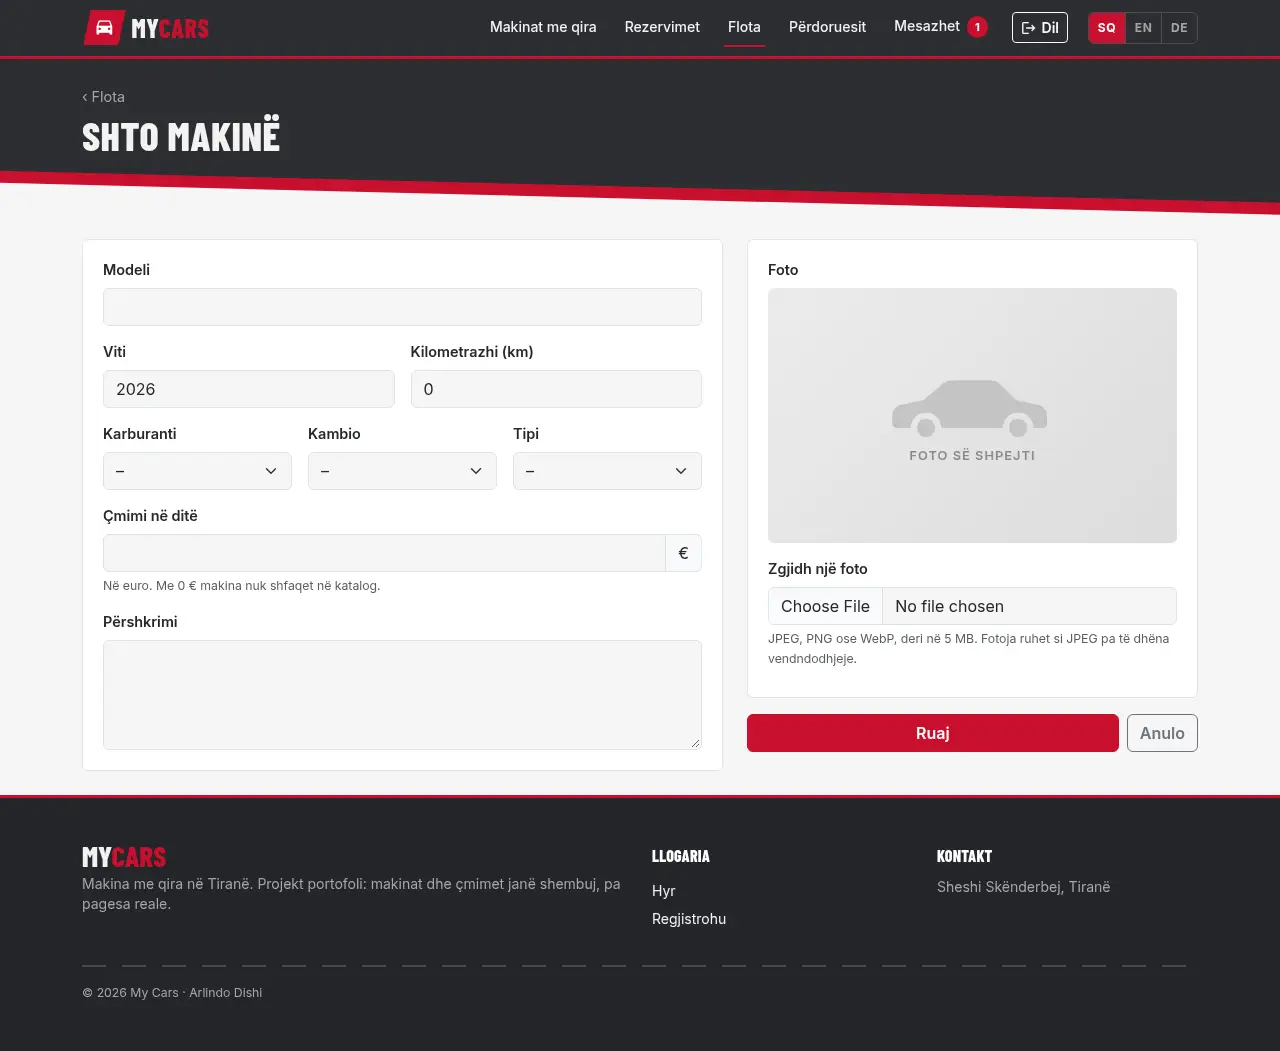 MYCARS
Makinat me qira
Rezervimet
Flota
Përdoruesit
Mesazhet 1
Dil
SQ EN DE
‹ Flota
SHTO MAKINË
Modeli
Viti
Kilometrazhi (km)
2026
0
Karburanti
Kambio
Tipi
–
–
–
Çmimi në ditë
€
Në euro. Me 0 € makina nuk shfaqet në katalog.
Përshkrimi
Foto
FOTO SË SHPEJTI
Zgjidh një foto
Choose File No file chosen
JPEG, PNG ose WebP, deri në 5 MB. Fotoja ruhet si JPEG pa të dhëna
vendndodhjeje.
Ruaj
Anulo
MYCARS
Makina me qira në Tiranë. Projekt portofoli: makinat dhe çmimet janë shembuj, pa
pagesa reale.
LLOGARIA
Hyr
Regjistrohu
KONTAKT
Sheshi Skënderbej, Tiranë
© 2026 My Cars · Arlindo Dishi